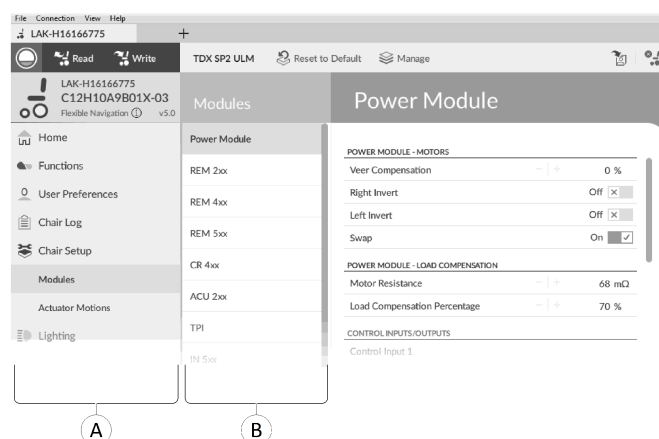 File Connection View Help
LAK-H16166775 +
Read Write TDX SP2 ULM Reset to Default Manage
LAK-H16166775
C12H10A9B01X-03
Flexible Navigation v5.0
Home
Functions
User Preferences
Chair Log
Chair Setup
Modules
Actuator Motions
Lighting
Modules
Power Module
REM 2xx
REM 4xx
REM 5xx
CR 4xx
ACU 2xx
TPI
IN 5xx
Power Module
POWER MODULE - MOTORS
Veer Compensation - + 0 %
Right Invert Off
Left Invert Off
Swap On
POWER MODULE - LOAD COMPENSATION
Motor Resistance - + 68 mΩ
Load Compensation Percentage - + 70 %
CONTROL INPUTS/OUTPUTS
Control Input 1
A B